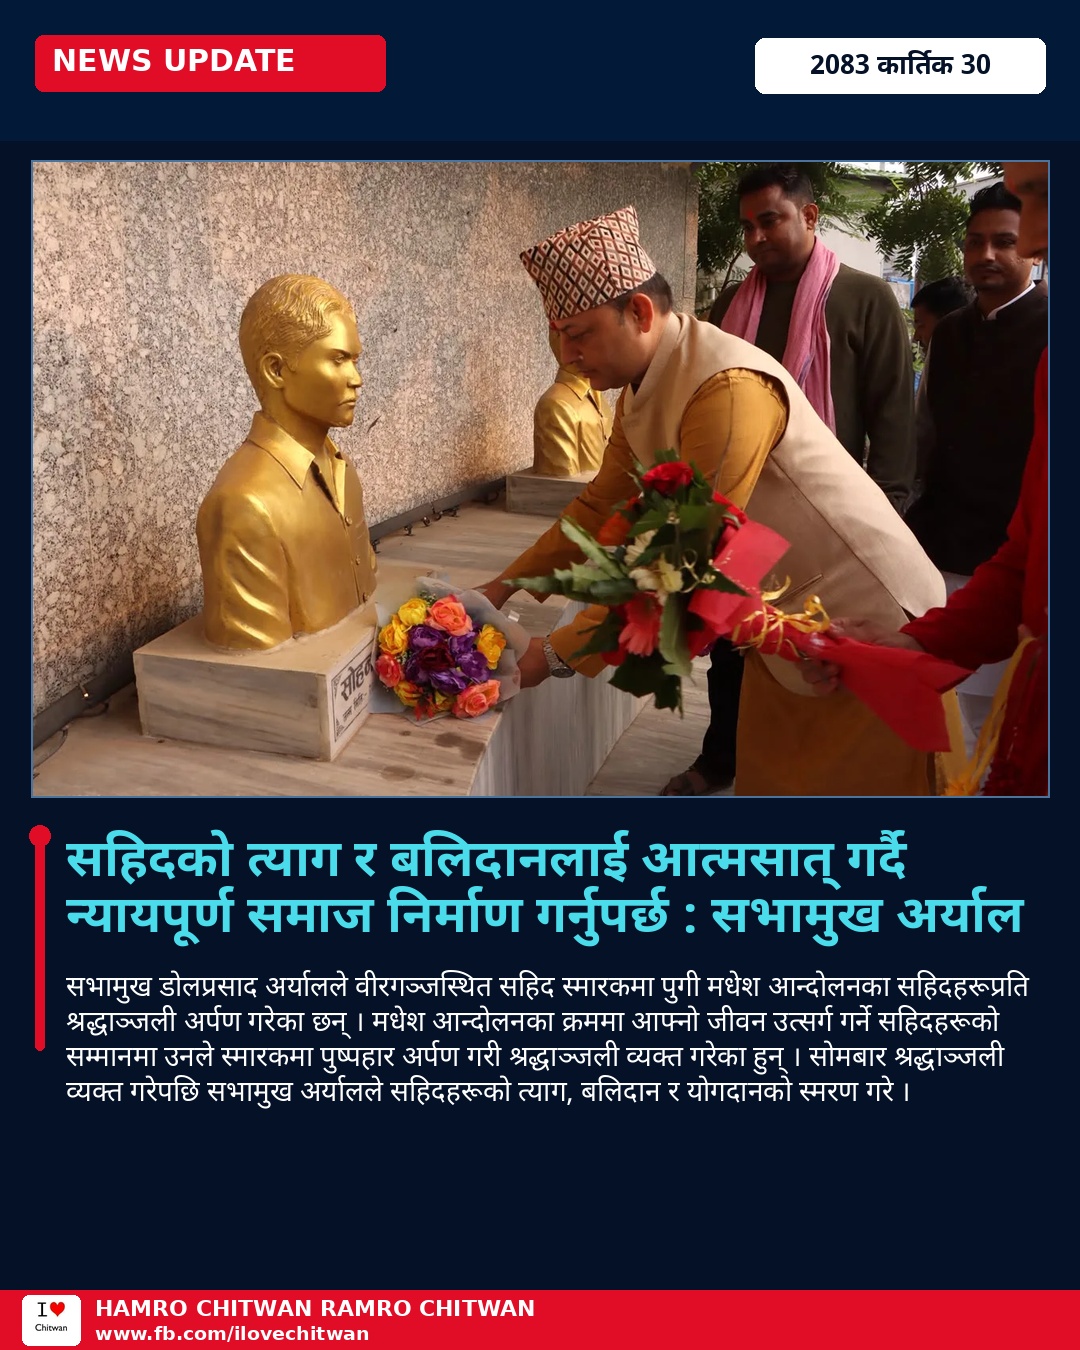 NEWS UPDATE
2083 कार्तिक 30
सोहन
सहिदको त्याग र बलिदानलाई आत्मसात् गर्दै
न्यायपूर्ण समाज निर्माण गर्नुपर्छ : सभामुख अर्याल
सभामुख डोलप्रसाद अर्यालले वीरगञ्जस्थित सहिद स्मारकमा पुगी मधेश आन्दोलनका सहिदहरूप्रति
श्रद्धाञ्जली अर्पण गरेका छन् । मधेश आन्दोलनका क्रममा आफ्नो जीवन उत्सर्ग गर्ने सहिदहरूको
सम्मानमा उनले स्मारकमा पुष्पहार अर्पण गरी श्रद्धाञ्जली व्यक्त गरेका हुन् । सोमबार श्रद्धाञ्जली
व्यक्त गरेपछि सभामुख अर्यालले सहिदहरूको त्याग, बलिदान र योगदानको स्मरण गरे ।
I ♥
Chitwan
HAMRO CHITWAN RAMRO CHITWAN
www.fb.com/ilovechitwan